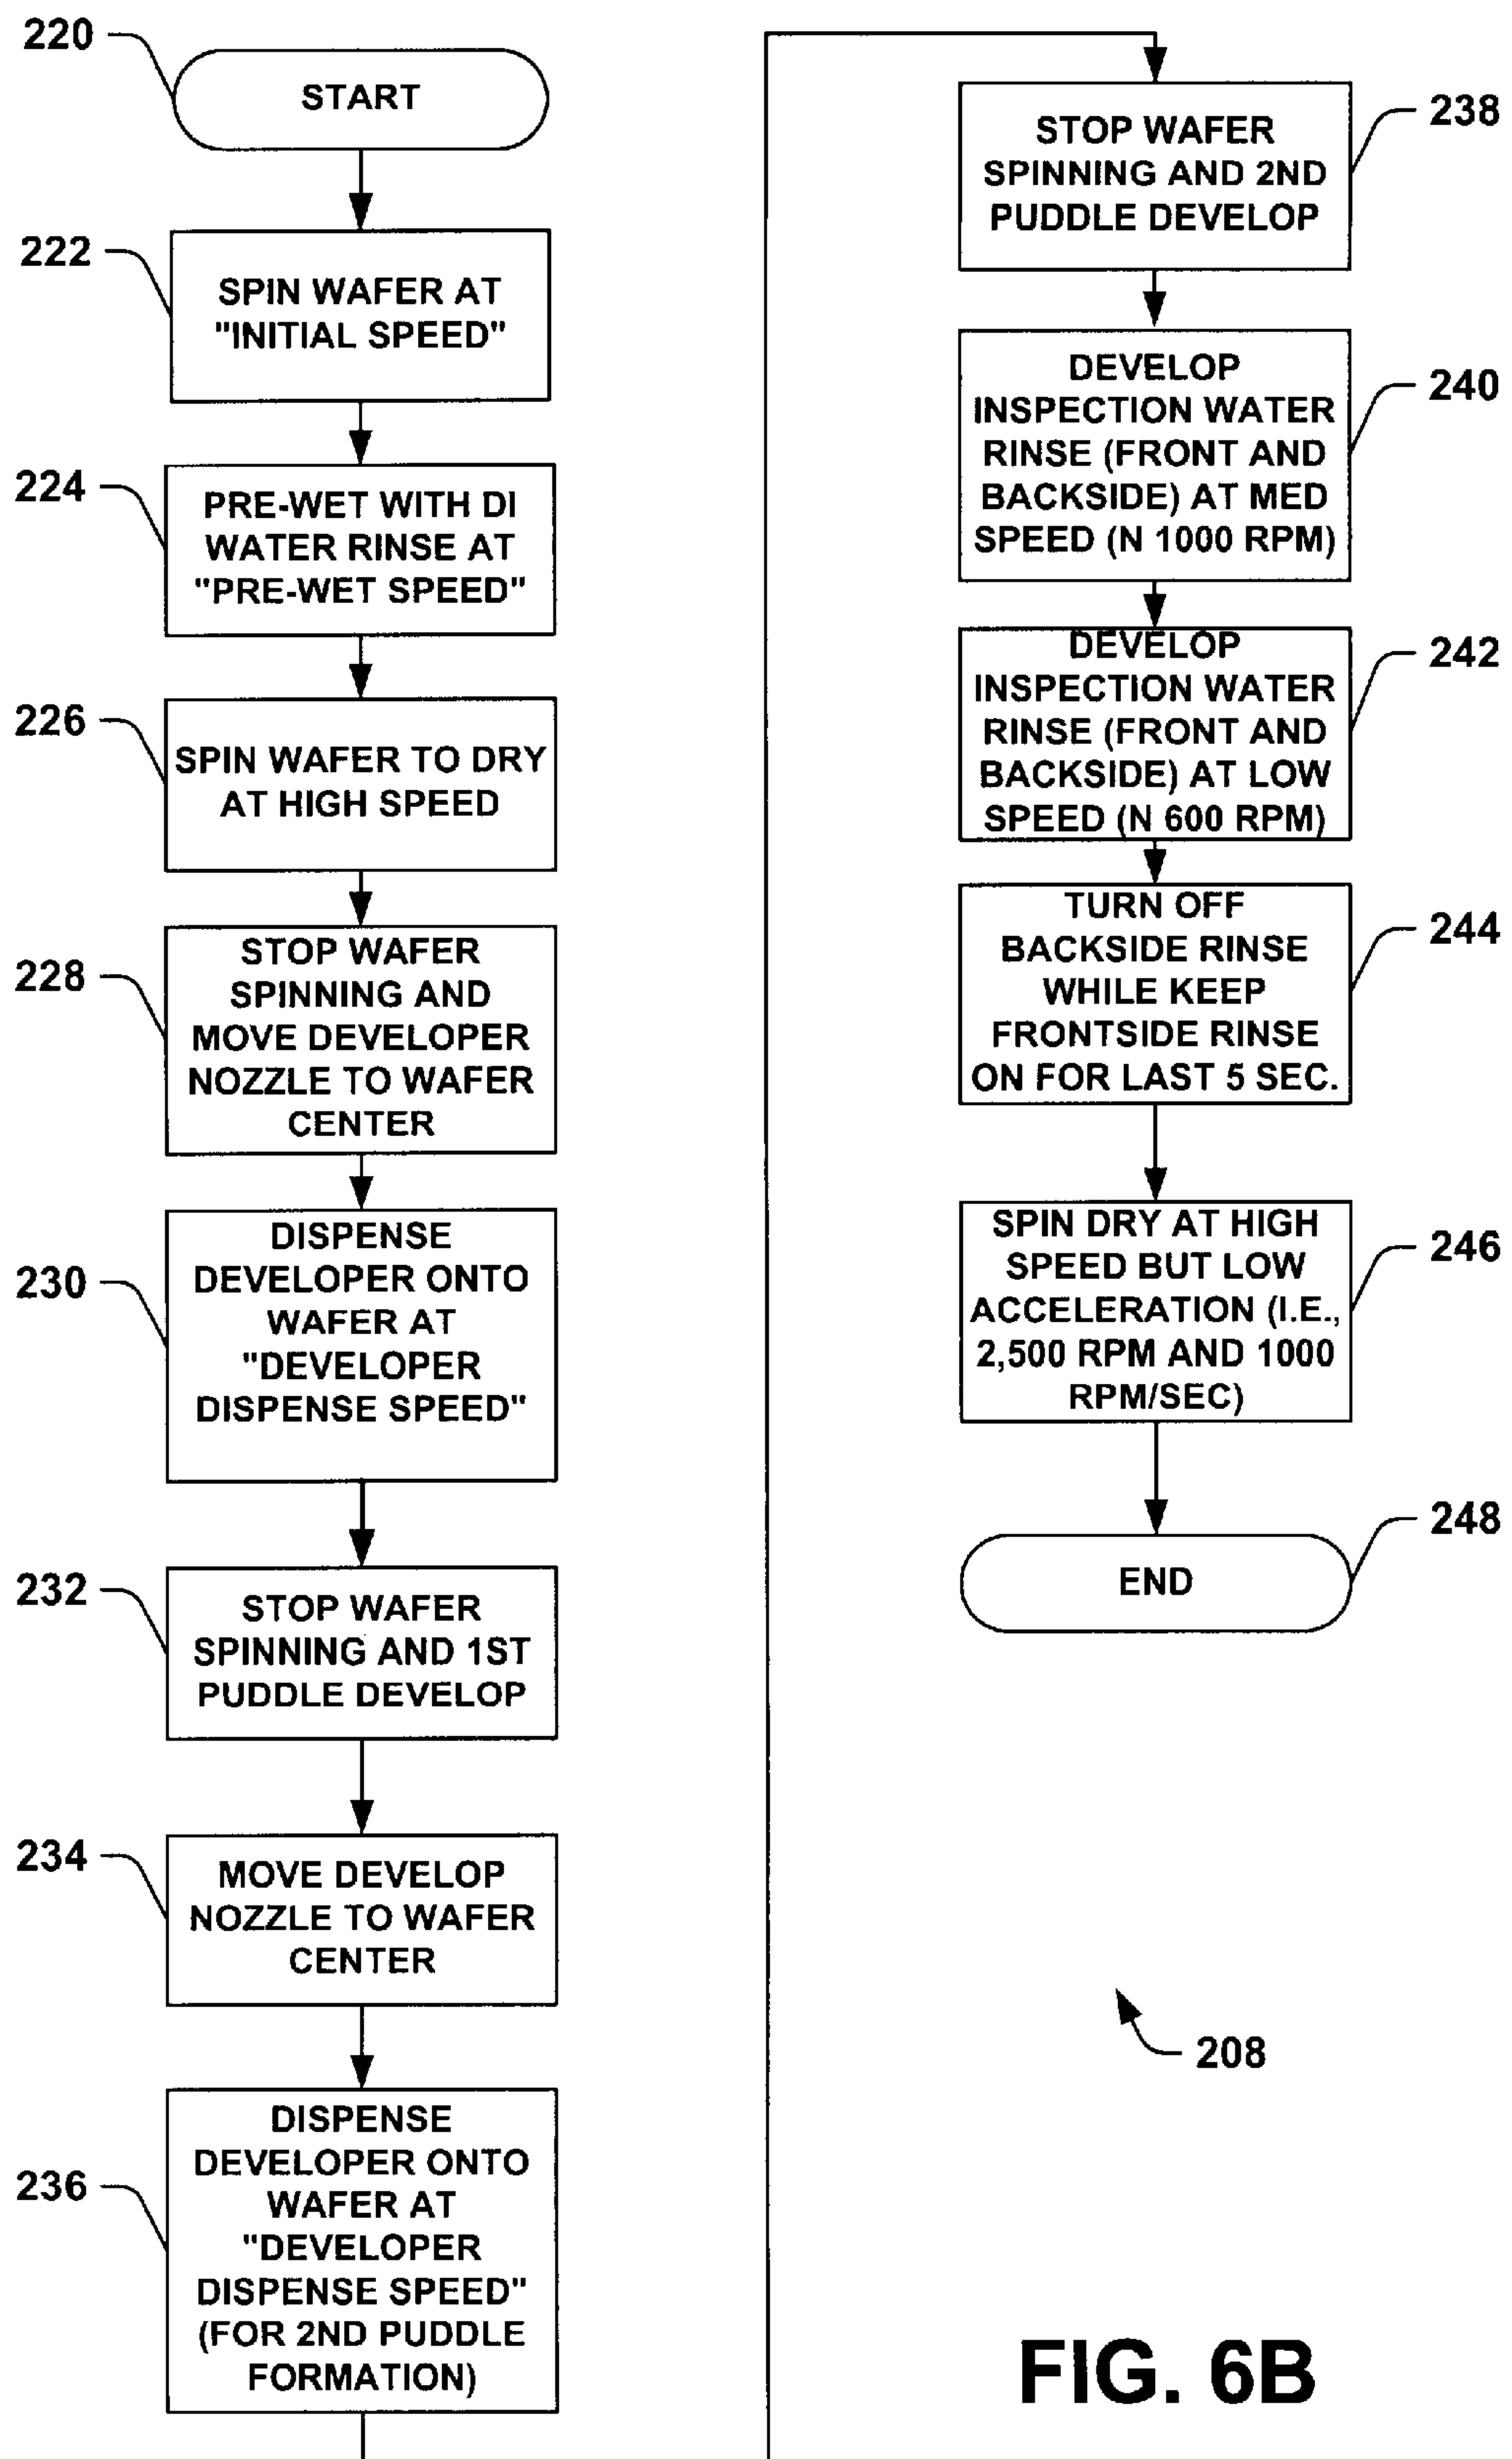 220
START
222
SPIN WAFER AT
"INITIAL SPEED"
224
PRE-WET WITH DI
WATER RINSE AT
"PRE-WET SPEED"
226
SPIN WAFER TO DRY
AT HIGH SPEED
228
STOP WAFER
SPINNING AND
MOVE DEVELOPER
NOZZLE TO WAFER
CENTER
230
DISPENSE
DEVELOPER ONTO
WAFER AT
"DEVELOPER
DISPENSE SPEED"
232
STOP WAFER
SPINNING AND 1ST
PUDDLE DEVELOP
234
MOVE DEVELOP
NOZZLE TO WAFER
CENTER
236
DISPENSE
DEVELOPER ONTO
WAFER AT
"DEVELOPER
DISPENSE SPEED"
(FOR 2ND PUDDLE
FORMATION)
238
STOP WAFER
SPINNING AND 2ND
PUDDLE DEVELOP
240
DEVELOP
INSPECTION WATER
RINSE (FRONT AND
BACKSIDE) AT MED
SPEED (N 1000 RPM)
242
DEVELOP
INSPECTION WATER
RINSE (FRONT AND
BACKSIDE) AT LOW
SPEED (N 600 RPM)
244
TURN OFF
BACKSIDE RINSE
WHILE KEEP
FRONTSIDE RINSE
ON FOR LAST 5 SEC.
246
SPIN DRY AT HIGH
SPEED BUT LOW
ACCELERATION (I.E.,
2,500 RPM AND 1000
RPM/SEC)
248
END
208
FIG. 6B